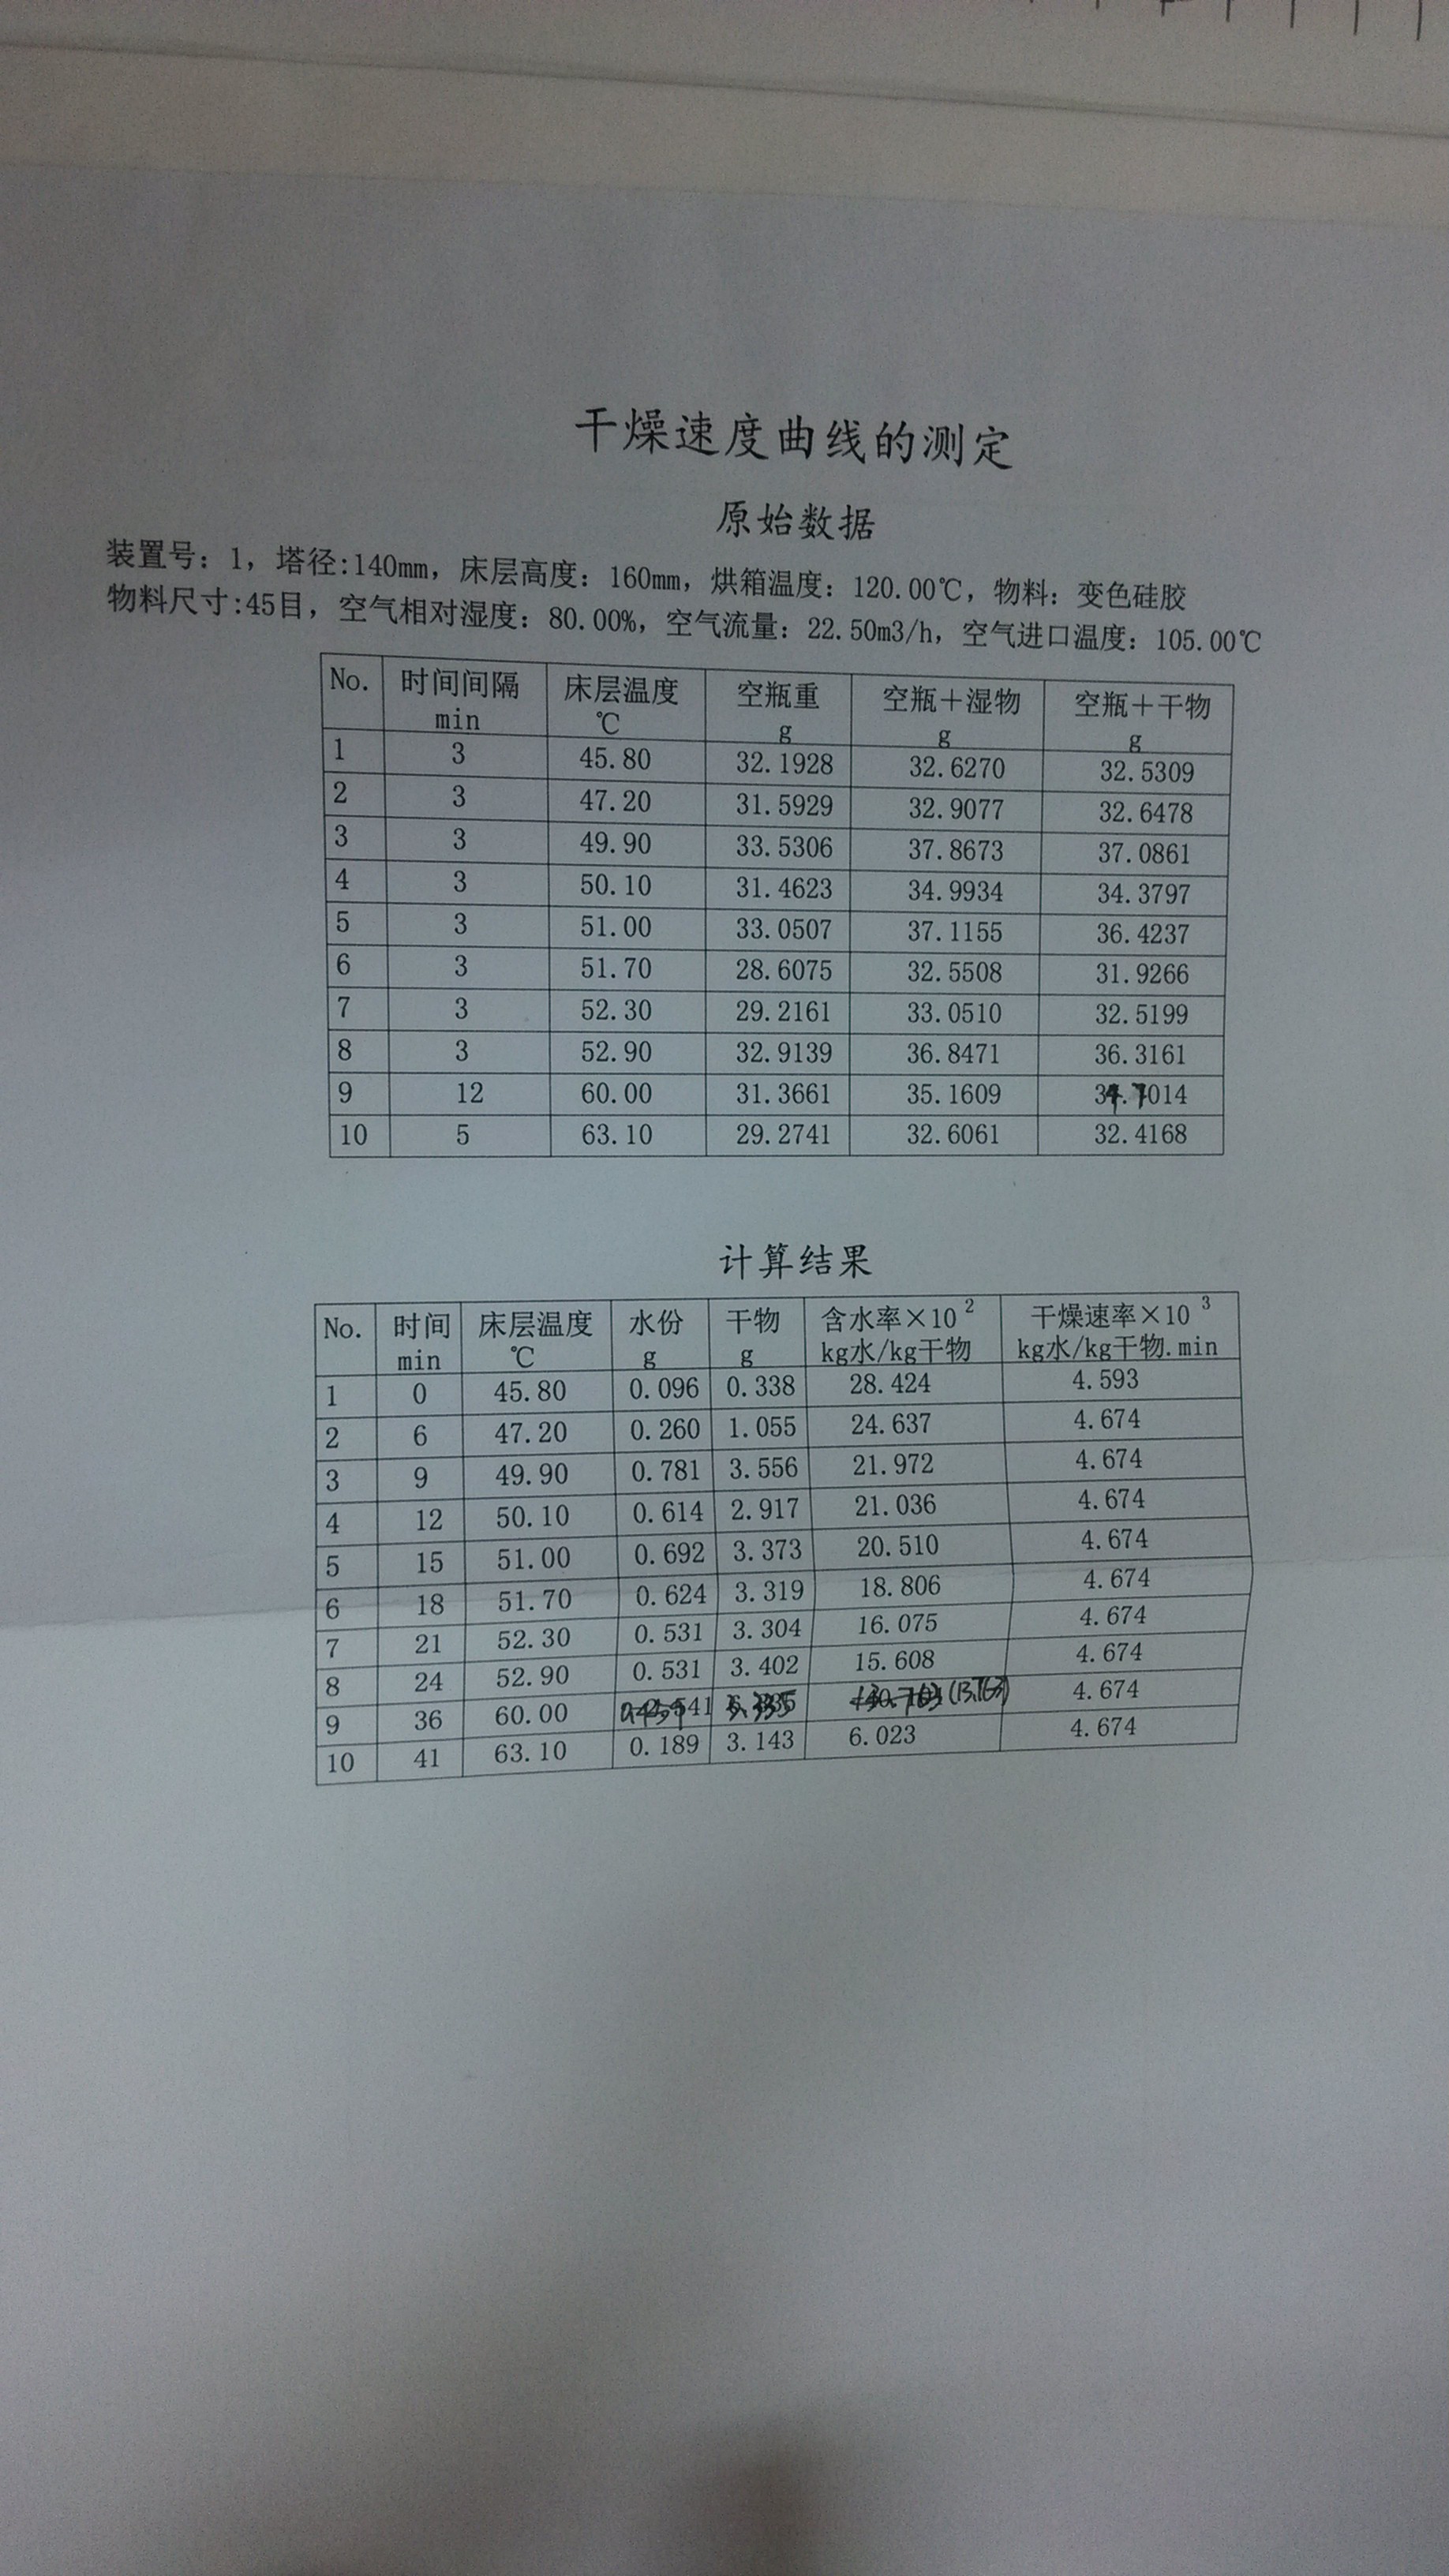 干燥速度曲线的测定
原始数据
装置号：1，塔径:140mm，床层高度：160mm，烘箱温度：120.00℃，物料：变色硅胶
物料尺寸:45目，空气相对湿度：80.00%，空气流量：22.50m3/h，空气进口温度：105.00℃
No. 时间间隔 床层温度 空瓶重 空瓶＋湿物 空瓶＋干物
min ℃ g g g
1 3 45.80 32.1928 32.6270 32.5309
2 3 47.20 31.5929 32.9077 32.6478
3 3 49.90 33.5306 37.8673 37.0861
4 3 50.10 31.4623 34.9934 34.3797
5 3 51.00 33.0507 37.1155 36.4237
6 3 51.70 28.6075 32.5508 31.9266
7 3 52.30 29.2161 33.0510 32.5199
8 3 52.90 32.9139 36.8471 36.3161
9 12 60.00 31.3661 35.1609 34.7014
10 5 63.10 29.2741 32.6061 32.4168
计算结果
No. 时间 床层温度 水份 干物 含水率×10 2 干燥速率×10 3
min ℃ g g kg水/kg干物 kg水/kg干物.min
1 0 45.80 0.096 0.338 28.424 4.593
2 6 47.20 0.260 1.055 24.637 4.674
3 9 49.90 0.781 3.556 21.972 4.674
4 12 50.10 0.614 2.917 21.036 4.674
5 15 51.00 0.692 3.373 20.510 4.674
6 18 51.70 0.624 3.319 18.806 4.674
7 21 52.30 0.531 3.304 16.075 4.674
8 24 52.90 0.531 3.402 15.608 4.674
9 36 60.00 (13.763) 4.674
10 41 63.10 0.189 3.143 6.023 4.674